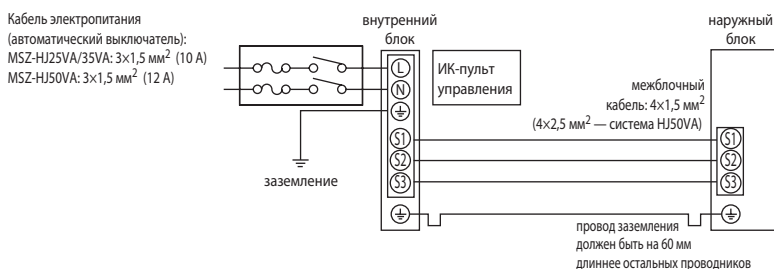 Кабель электропитания
(автоматический выключатель):
MSZ-HJ25VA/35VA: 3×1,5 мм² (10 А)
MSZ-HJ50VA: 3×1,5 мм² (12 А)
внутренний
блок
наружный
блок
L
N
ИК-пульт
управления
межблочный
кабель: 4×1,5 мм²
(4×2,5 мм² — система HJ50VA)
S1
S2
S3
S1
S2
S3
заземление
провод заземления
должен быть на 60 мм
длиннее остальных проводников